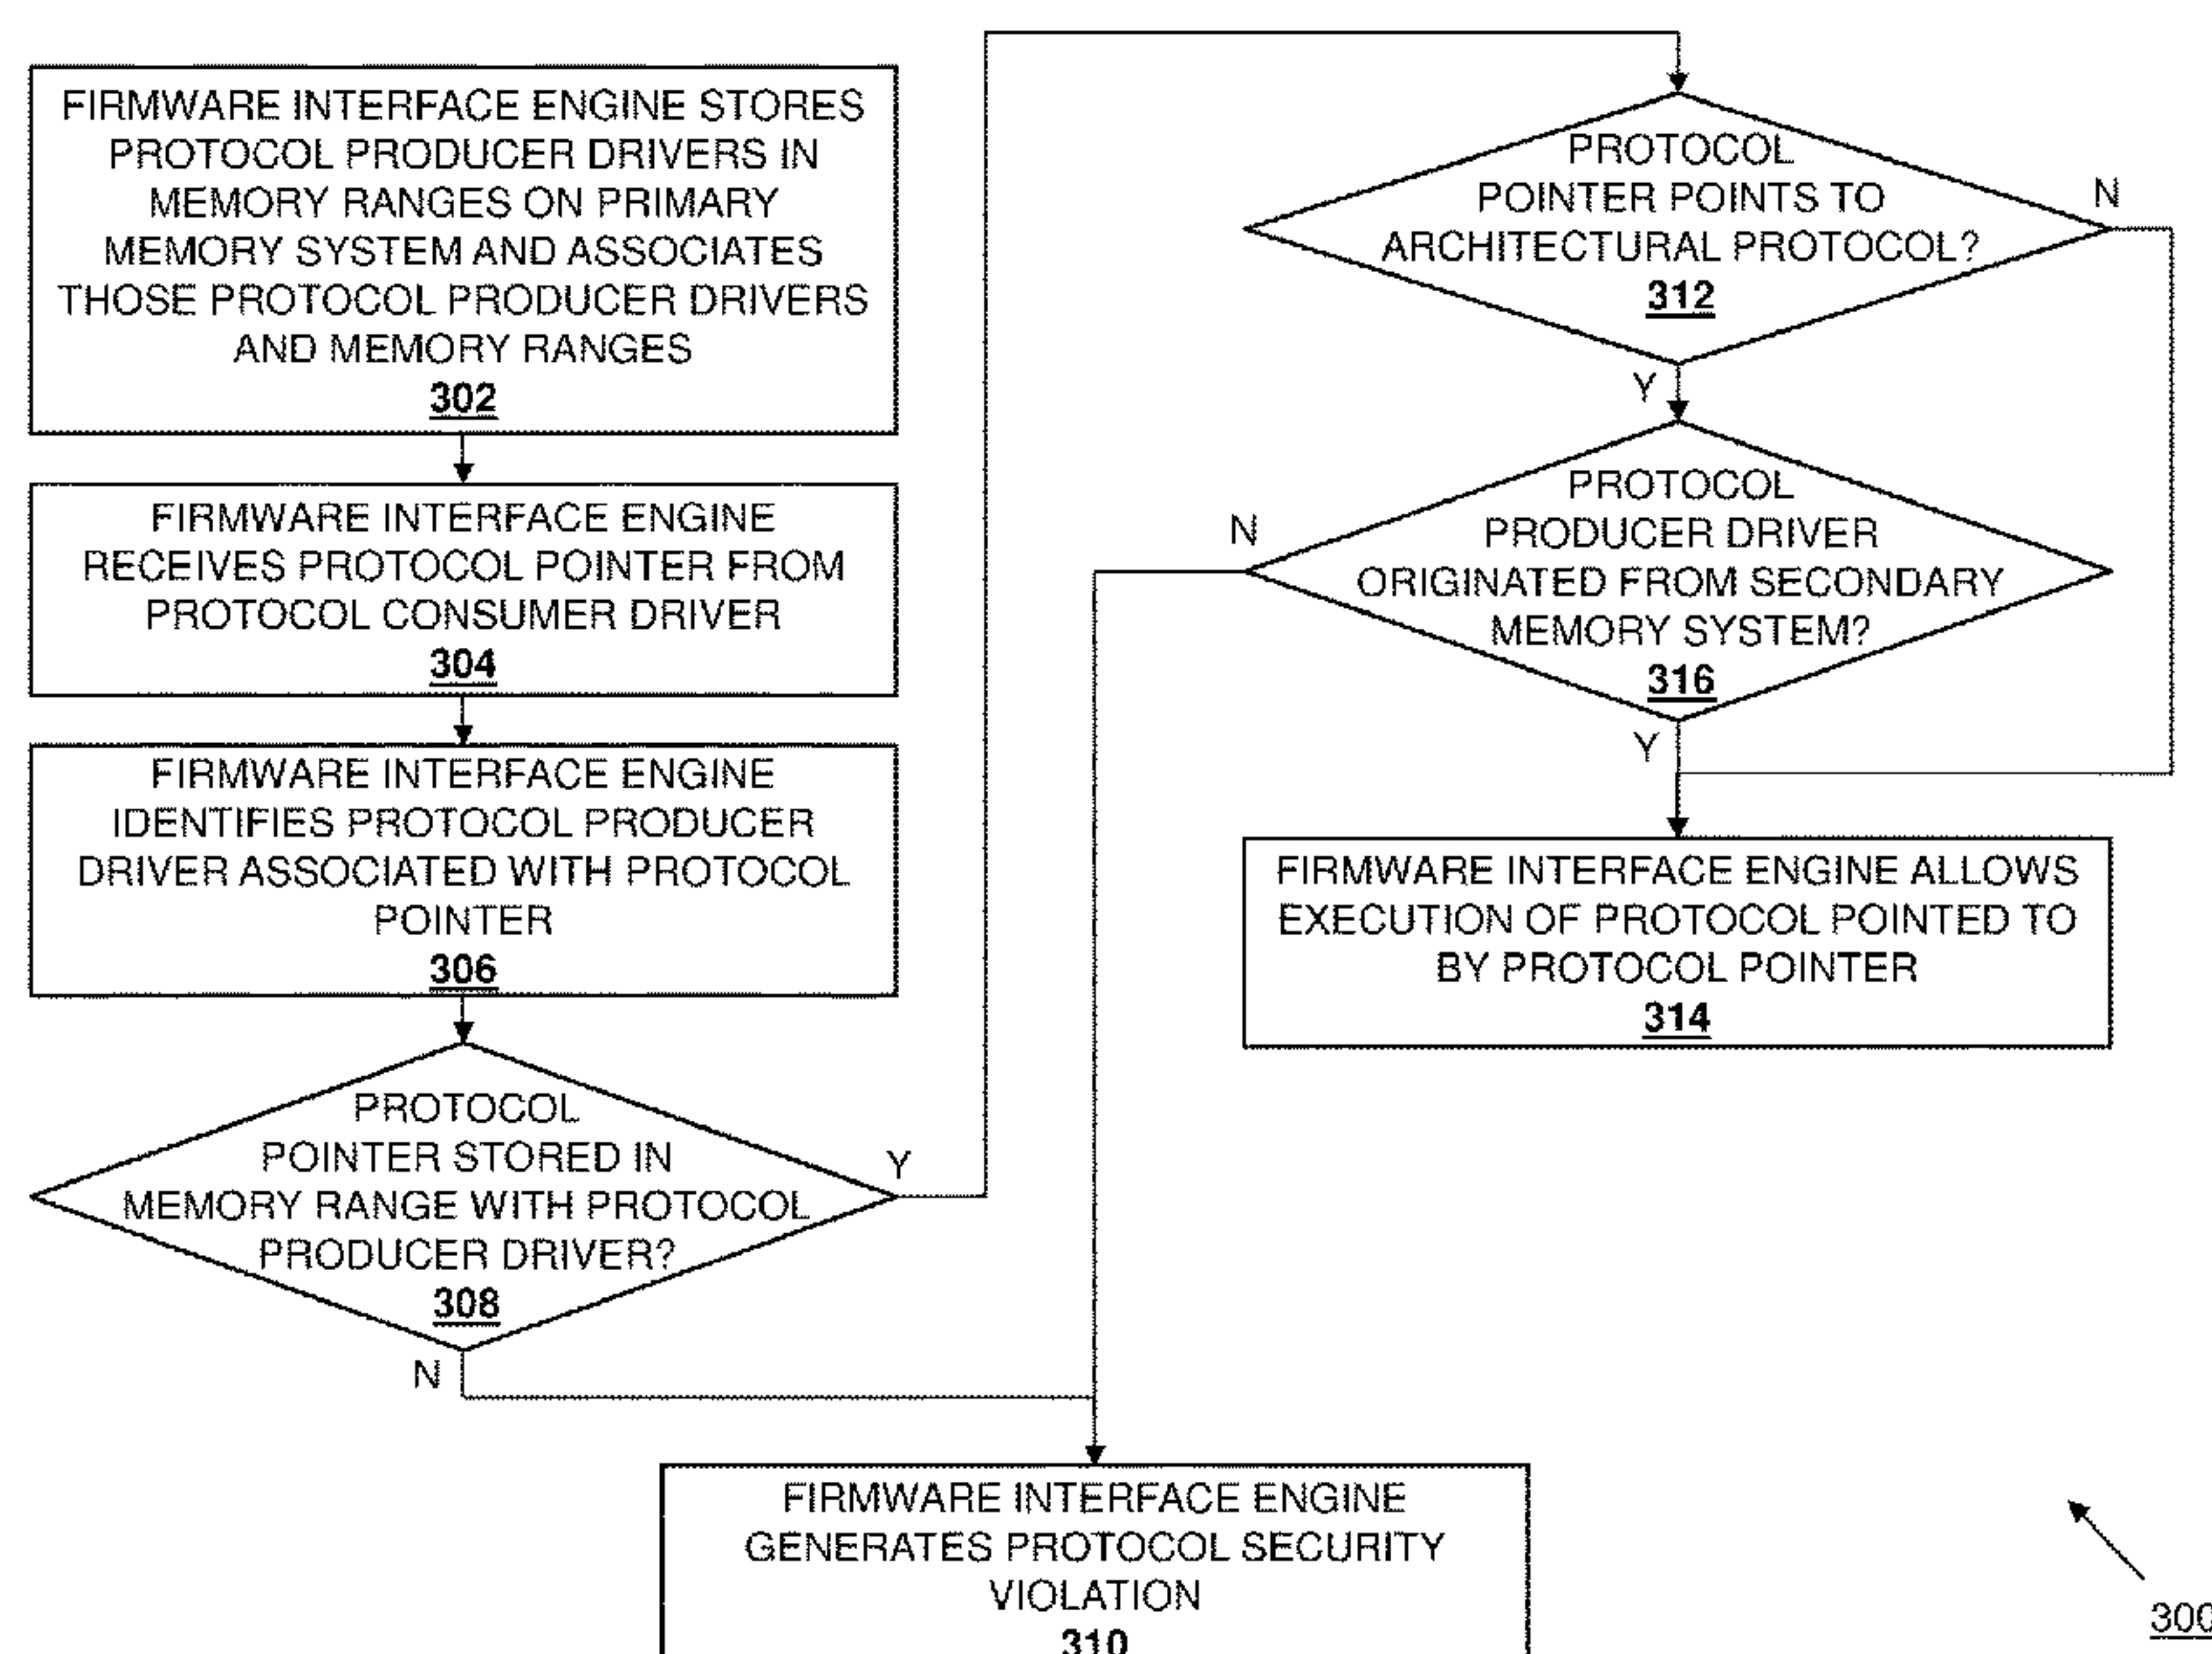 FIRMWARE INTERFACE ENGINE STORES
PROTOCOL PRODUCER DRIVERS IN
MEMORY RANGES ON PRIMARY
MEMORY SYSTEM AND ASSOCIATES
THOSE PROTOCOL PRODUCER DRIVERS
AND MEMORY RANGES
302
FIRMWARE INTERFACE ENGINE
RECEIVES PROTOCOL POINTER FROM
PROTOCOL CONSUMER DRIVER
304
FIRMWARE INTERFACE ENGINE
IDENTIFIES PROTOCOL PRODUCER
DRIVER ASSOCIATED WITH PROTOCOL
POINTER
306
PROTOCOL
POINTER STORED IN
MEMORY RANGE WITH PROTOCOL
PRODUCER DRIVER?
308
Y
N
PROTOCOL
POINTER POINTS TO
ARCHITECTURAL PROTOCOL?
312
N
Y
PROTOCOL
PRODUCER DRIVER
ORIGINATED FROM SECONDARY
MEMORY SYSTEM?
316
N
Y
FIRMWARE INTERFACE ENGINE ALLOWS
EXECUTION OF PROTOCOL POINTED TO
BY PROTOCOL POINTER
314
FIRMWARE INTERFACE ENGINE
GENERATES PROTOCOL SECURITY
VIOLATION
310
300